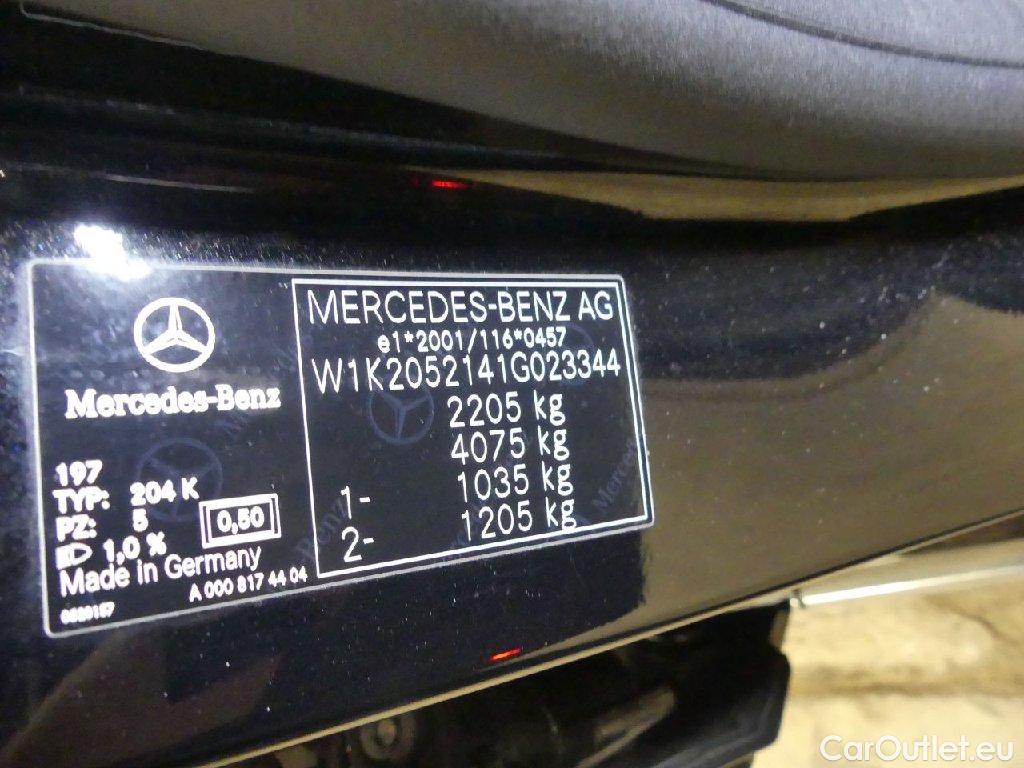 Mercedes-Benz
197
TYP: 204 K
PZ: 5
0,50
1,0 %
Made in Germany
A 000 817 44 04
MERCEDES-BENZ AG
e1*2001/116*0457
W1K2052141G023344
2205 kg
4075 kg
1- 1035 kg
2- 1205 kg
CarOutlet.eu